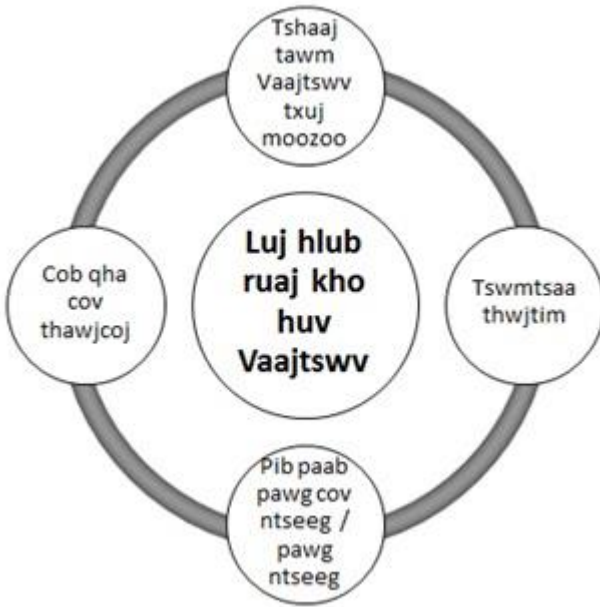 Tshaaj
tawm
Vaajtswv
txuj
moozoo
Luj hlub
ruaj kho
huv
Vaajtswv
Cob qha
cov
thawjcoj
Tswmtsaa
thwjtim
Pib paab
pawg cov
ntseeg /
pawg
ntseeg